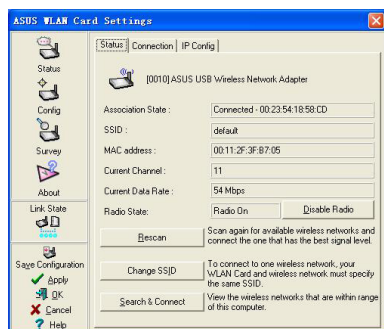 ASUS WLAN Card Settings
Status
Config
Survey
About
Link State
Save Configuration
Apply
OK
Cancel
Help
Status Connection IP Config
[0010] ASUS USB Wireless Network Adapter
Association State : Connected - 00:23:54:18:58:CD
SSID : default
MAC address : 00:11:2F:3F:B7:05
Current Channel : 11
Current Data Rate : 54 Mbps
Radio State: Radio On Disable Radio
Rescan
Scan again for available wireless networks and
connect the one that has the best signal level.
Change SSID
To connect to one wireless network, your
WLAN Card and wireless network must specify
the same SSID.
Search & Connect
View the wireless networks that are within range
of this computer.